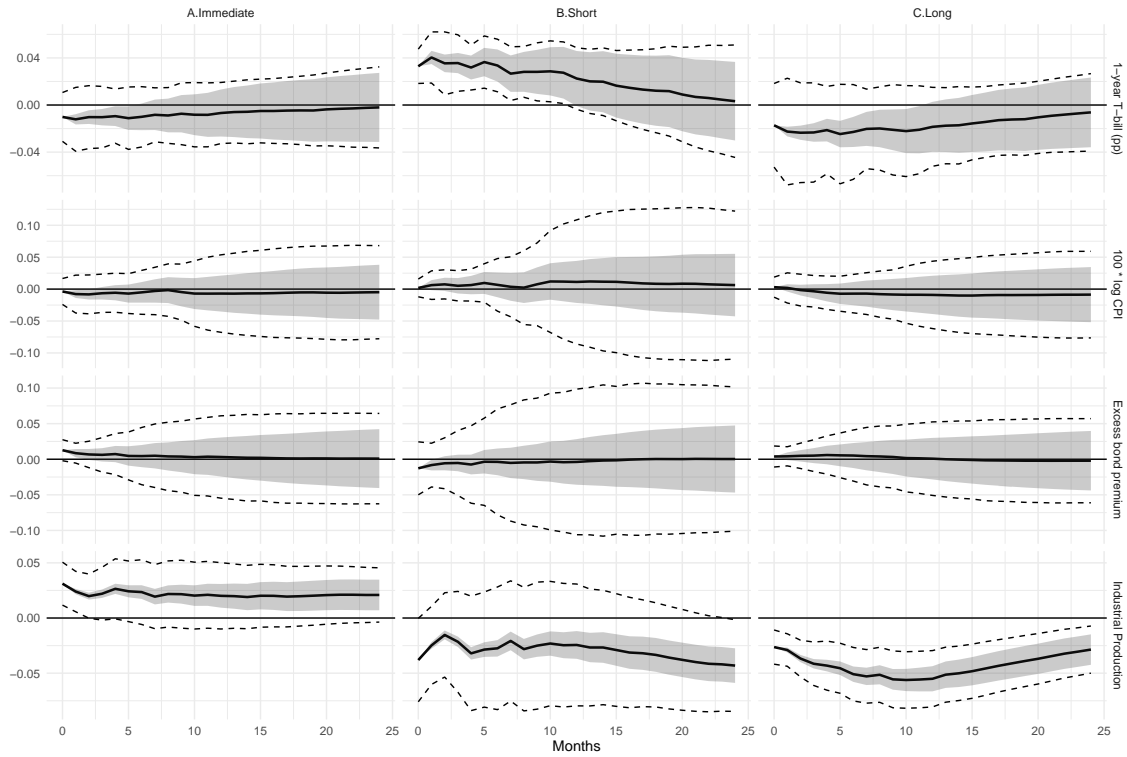 A.Immediate B.Short C.Long
0.04
0.00
−0.04
1−year T−bill (pp)
0.10
0.05
0.00
−0.05
−0.10
100 * log CPI
0.10
0.05
0.00
−0.05
−0.10
Excess bond premium
0.05
0.00
−0.05
Industrial Production
0 5 10 15 20 25 0 5 10 15 20 25 0 5 10 15 20 25
Months